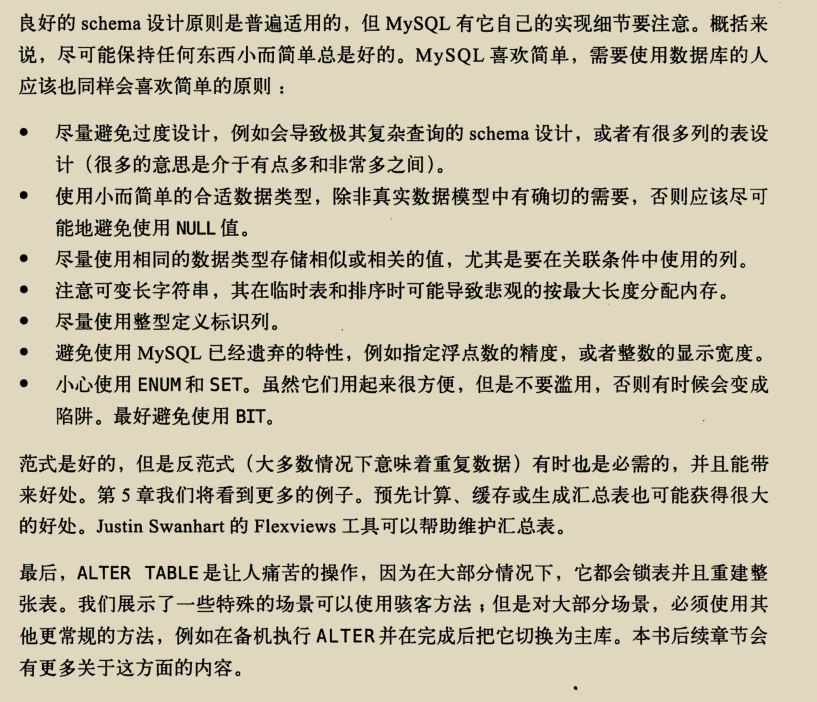 良好的 schema 设计原则是普遍适用的，但 MySQL 有它自己的实现细节要注意。概括来
说，尽可能保持任何东西小而简单总是好的。MySQL 喜欢简单，需要使用数据库的人
应该也同样会喜欢简单的原则：
● 尽量避免过度设计，例如会导致极其复杂查询的 schema 设计，或者有很多列的表设
计（很多的意思是介于有点多和非常多之间）。
● 使用小而简单的合适数据类型，除非真实数据模型中有确切的需要，否则应该尽可
能地避免使用 NULL 值。
● 尽量使用相同的数据类型存储相似或相关的值，尤其是要在关联条件中使用的列。
● 注意可变长字符串，其在临时表和排序时可能导致悲观的按最大长度分配内存。
● 尽量使用整型定义标识列。
● 避免使用 MySQL 已经遗弃的特性，例如指定浮点数的精度，或者整数的显示宽度。
● 小心使用 ENUM 和 SET。虽然它们用起来很方便，但是不要滥用，否则有时候会变成
陷阱。最好避免使用 BIT。
范式是好的，但是反范式（大多数情况下意味着重复数据）有时也是必需的，并且能带
来好处。第 5 章我们将看到更多的例子。预先计算、缓存或生成汇总表也可能获得很大
的好处。Justin Swanhart 的 Flexviews 工具可以帮助维护汇总表。
最后，ALTER TABLE 是让人痛苦的操作，因为在大部分情况下，它都会锁表并且重建整
张表。我们展示了一些特殊的场景可以使用骇客方法；但是对大部分场景，必须使用其
他更常规的方法，例如在备机执行 ALTER 并在完成后把它切换为主库。本书后续章节会
有更多关于这方面的内容。